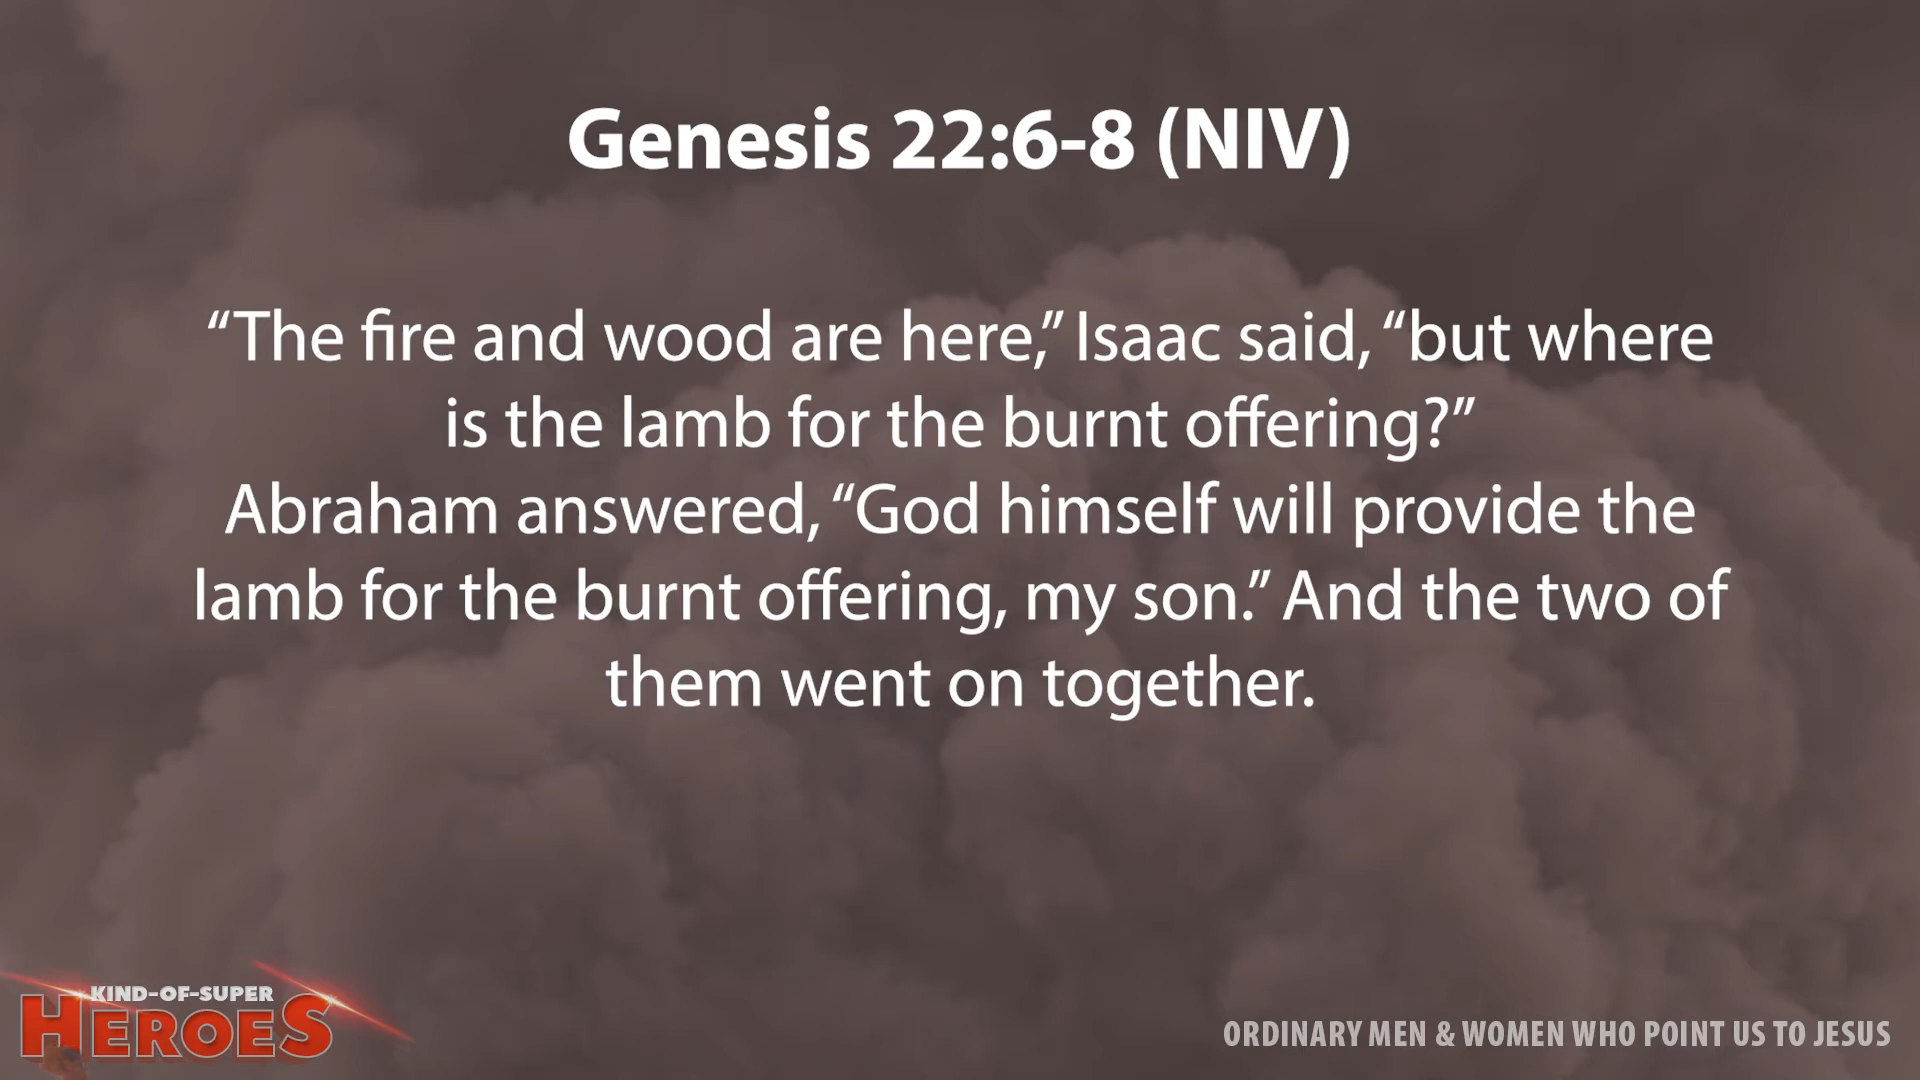 Genesis 22:6-8 (NIV)
“The fire and wood are here,” Isaac said, “but where
is the lamb for the burnt offering?”
Abraham answered, “God himself will provide the
lamb for the burnt offering, my son.” And the two of
them went on together.
KIND-OF-SUPER
HEROES
ORDINARY MEN & WOMEN WHO POINT US TO JESUS